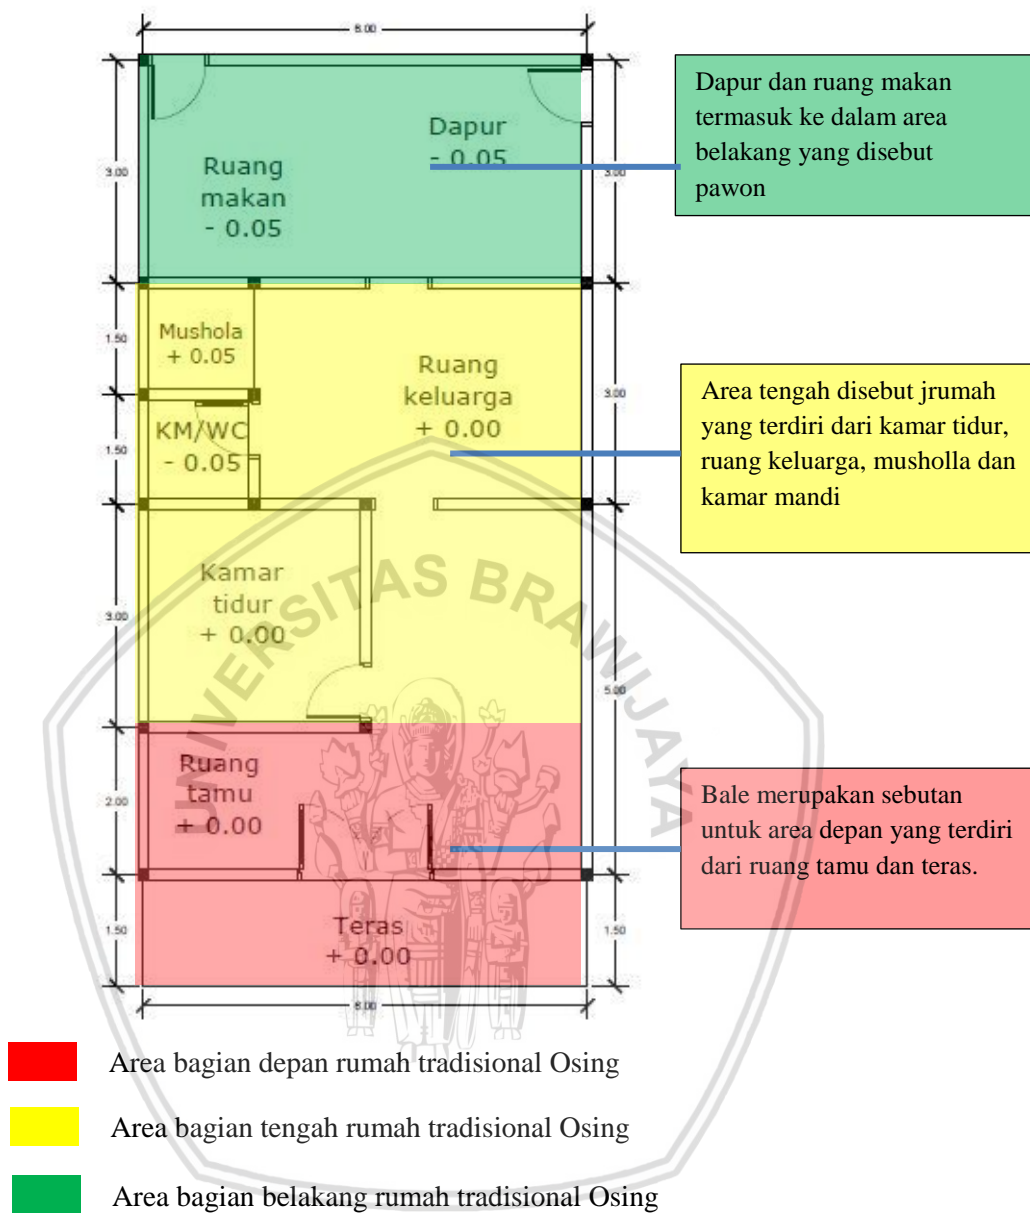 6.00
Dapur dan ruang makan
termasuk ke dalam area
belakang yang disebut
pawon
Dapur
- 0.05
Ruang
makan
- 0.05
3.00
3.00
Mushola
+ 0.05
1.50
Ruang
keluarga
+ 0.00
3.00
Area tengah disebut jrumah
yang terdiri dari kamar tidur,
ruang keluarga, musholla dan
kamar mandi
KM/WC
- 0.05
1.50
Kamar
tidur
+ 0.00
3.00
5.00
UNIVERSITAS BRAWIJAYA
Ruang
tamu
+ 0.00
2.00
Bale merupakan sebutan
untuk area depan yang terdiri
dari ruang tamu dan teras.
Teras
+ 0.00
1.50
1.50
6.00
Area bagian depan rumah tradisional Osing
Area bagian tengah rumah tradisional Osing
Area bagian belakang rumah tradisional Osing